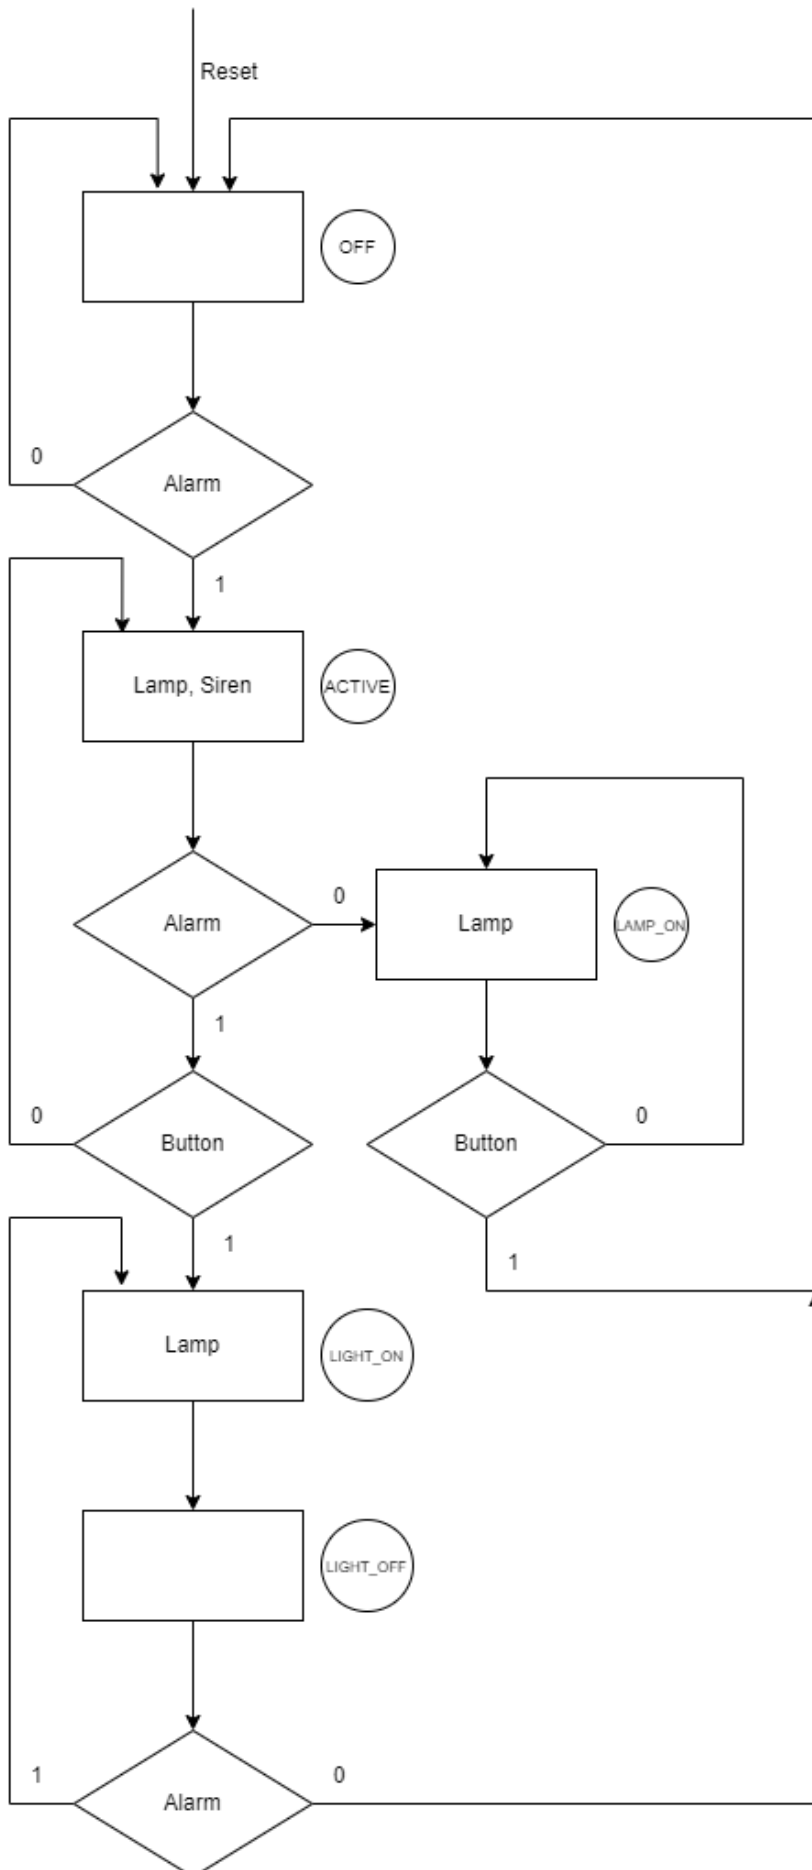 Reset
OFF
0
Alarm
1
Lamp, Siren
ACTIVE
Alarm
0
Lamp
LAMP_ON
1
0
Button
Button
0
1
1
Lamp
LIGHT_ON
LIGHT_OFF
1
Alarm
0